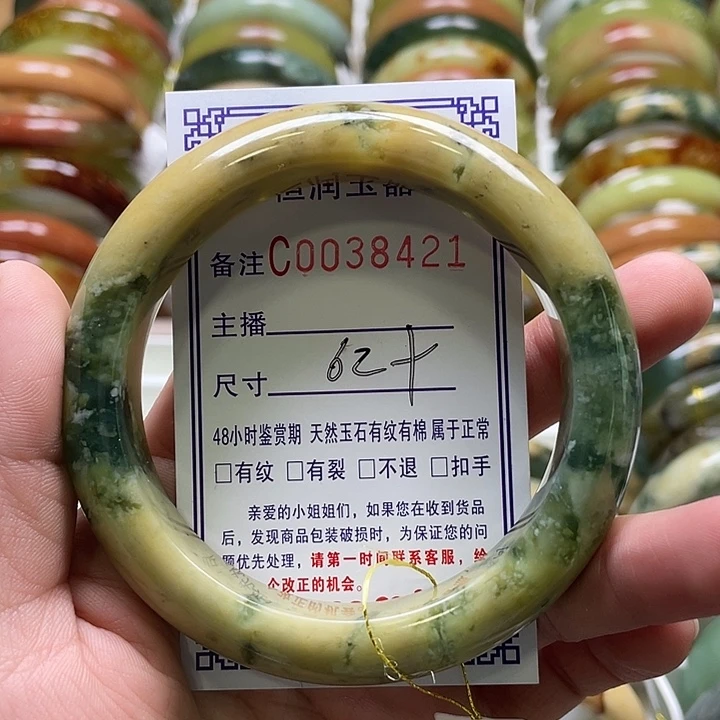 恒润玉器
备注C0038421
主播
尺寸 62+
48小时鉴赏期 天然玉石有纹有棉属于正常
□有纹 □有裂 □不退 □扣手
亲爱的小姐姐们，如果您在收到货品
后，发现商品包装破损时，为保证您的问
题优先处理，请第一时间联系客服，给
个改正的机会。